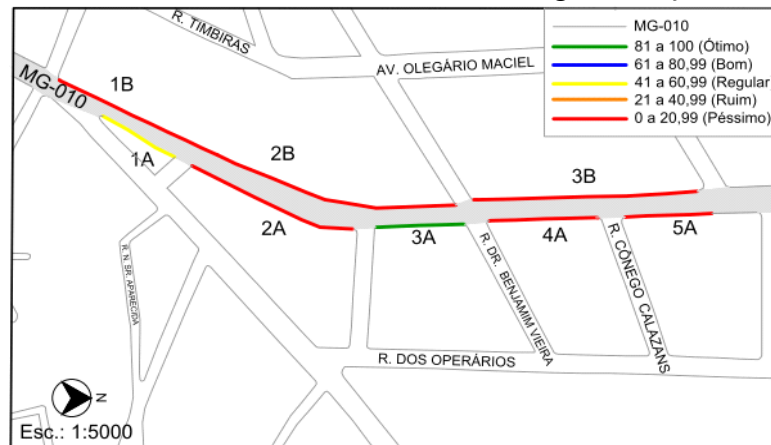 R. TIMBIRAS
MG-010
81 a 100 (Ótimo)
61 a 80,99 (Bom)
41 a 60,99 (Regular)
21 a 40,99 (Ruim)
0 a 20,99 (Péssimo)
AV. OLEGÁRIO MACIEL
MG-010
1B
1A
2B
2A
3B
3A
4A
5A
R. DR. BENJAMIM VIEIRA
R. CÔNEGO CALAZANS
R. N. SR. APARECIDA
R. DOS OPERÁRIOS
N
Esc.: 1:5000